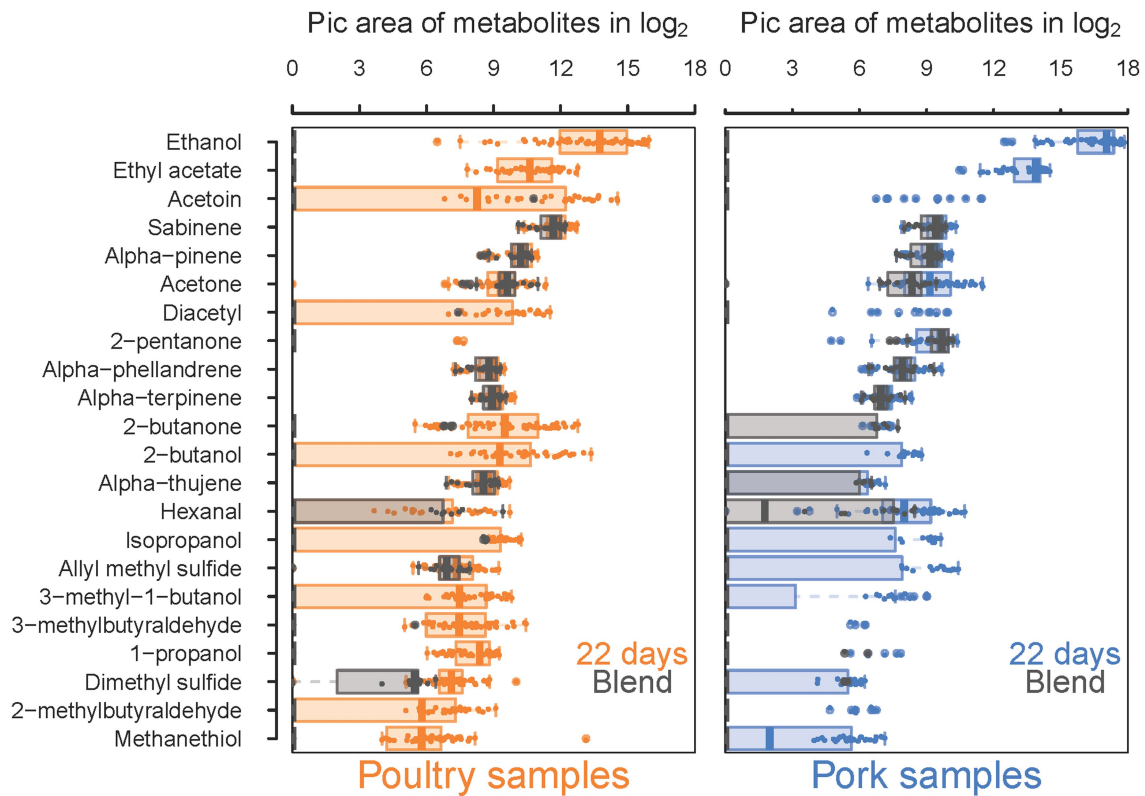 Pic area of metabolites in log2 Pic area of metabolites in log2
0 3 6 9 12 15 18 0 3 6 9 12 15 18
Ethanol
Ethyl acetate
Acetoin
Sabinene
Alpha−pinene
Acetone
Diacetyl
2−pentanone
Alpha−phellandrene
Alpha−terpinene
2−butanone
2−butanol
Alpha−thujene
Hexanal
Isopropanol
Allyl methyl sulfide
3−methyl−1−butanol
3−methylbutyraldehyde
1−propanol 22 days 22 days
Dimethyl sulfide Blend Blend
2−methylbutyraldehyde
Methanethiol
Poultry samples Pork samples